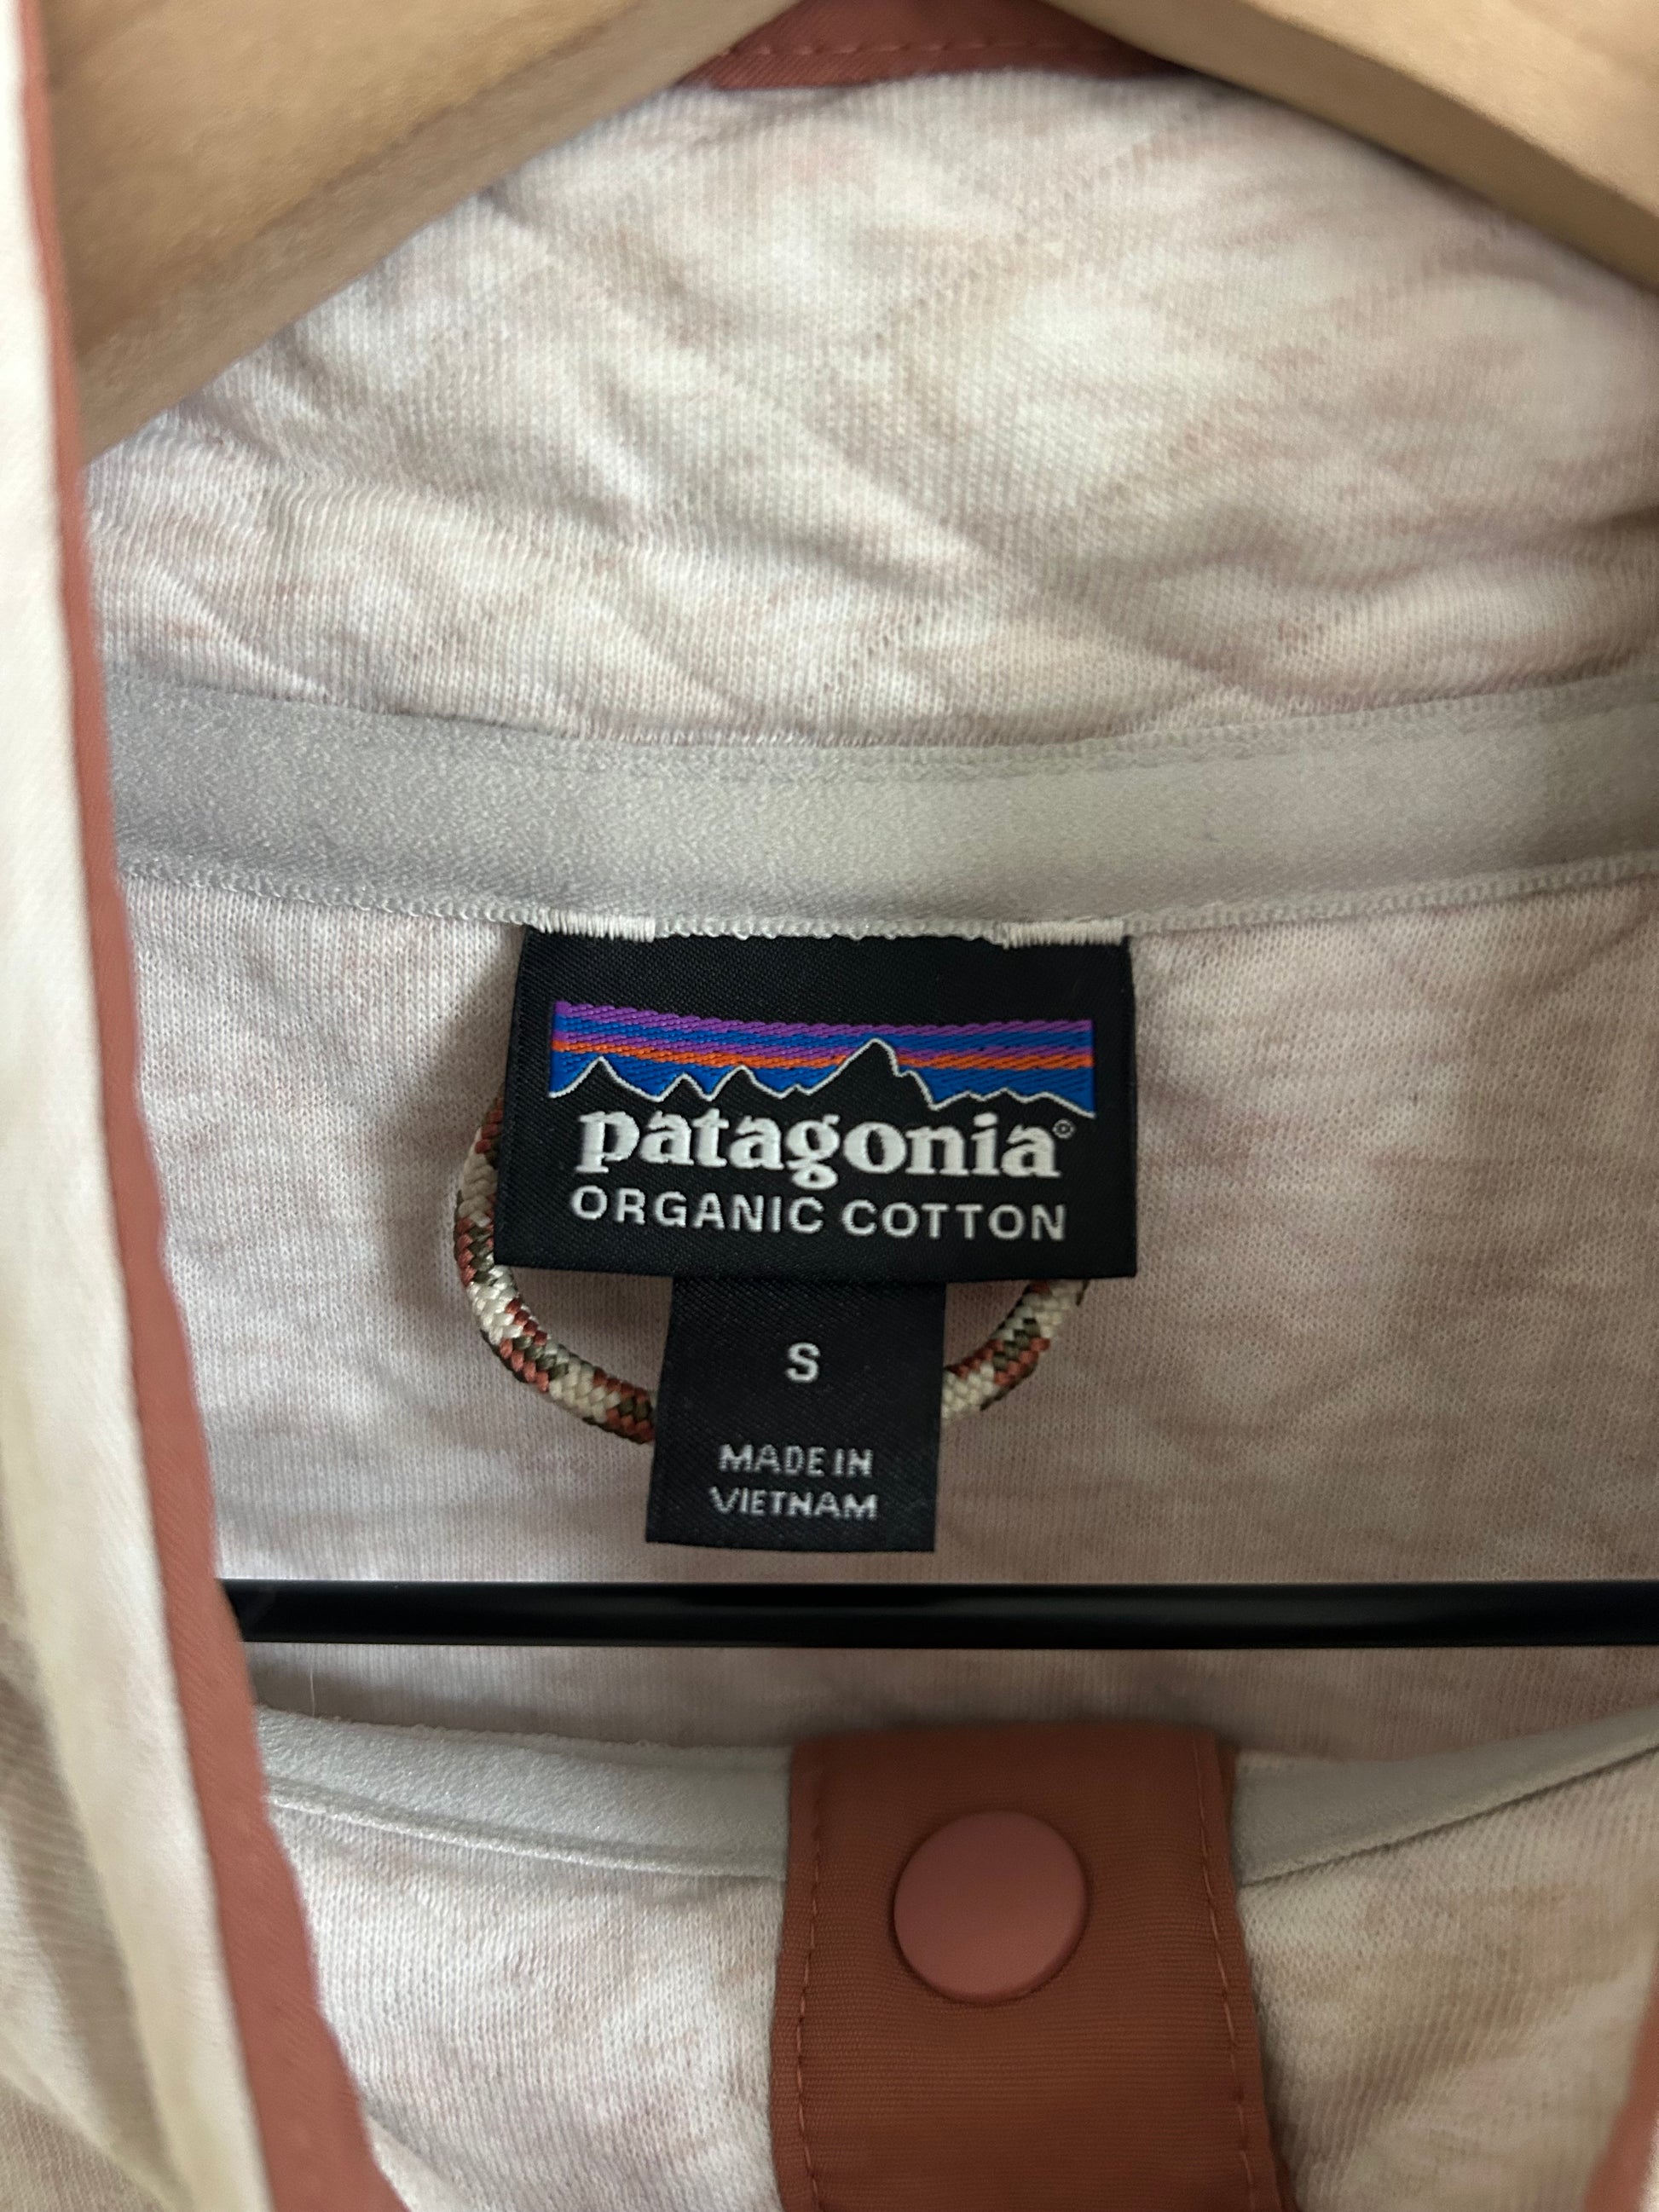 patagonia®
ORGANIC COTTON
S
MADE IN
VIETNAM